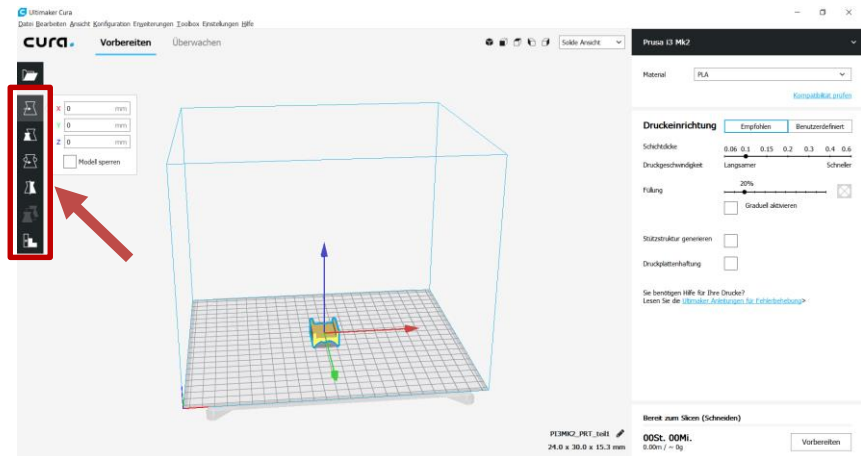 Ultimaker Cura
Datei Bearbeiten Ansicht Konfiguration Erweiterungen Toolbox Einstellungen Hilfe
cura.
Vorbereiten
Überwachen
Solide Ansicht
Prusa i3 Mk2
X 0 mm
Y 0 mm
Z 0 mm
Modell sperren
Material
PLA
Kompatibilität prüfen
Druckeinrichtung
Empfohlen
Benutzerdefiniert
Schichtdicke
0.06 0.1 0.15 0.2 0.3 0.4 0.6
Druckgeschwindigkeit
Langsamer
Schneller
Füllung
20%
Graduell aktivieren
Stützstruktur generieren
Druckplattenhaftung
Sie benötigen Hilfe für Ihre Drucke?
Lesen Sie die Ultimaker Anleitungen für Fehlerbehebung>
PI3MK2_PRT_teil1
24.0 x 30.0 x 15.3 mm
Bereit zum Slicen (Schneiden)
00St. 00Mi.
0.00m / ~ 0g
Vorbereiten